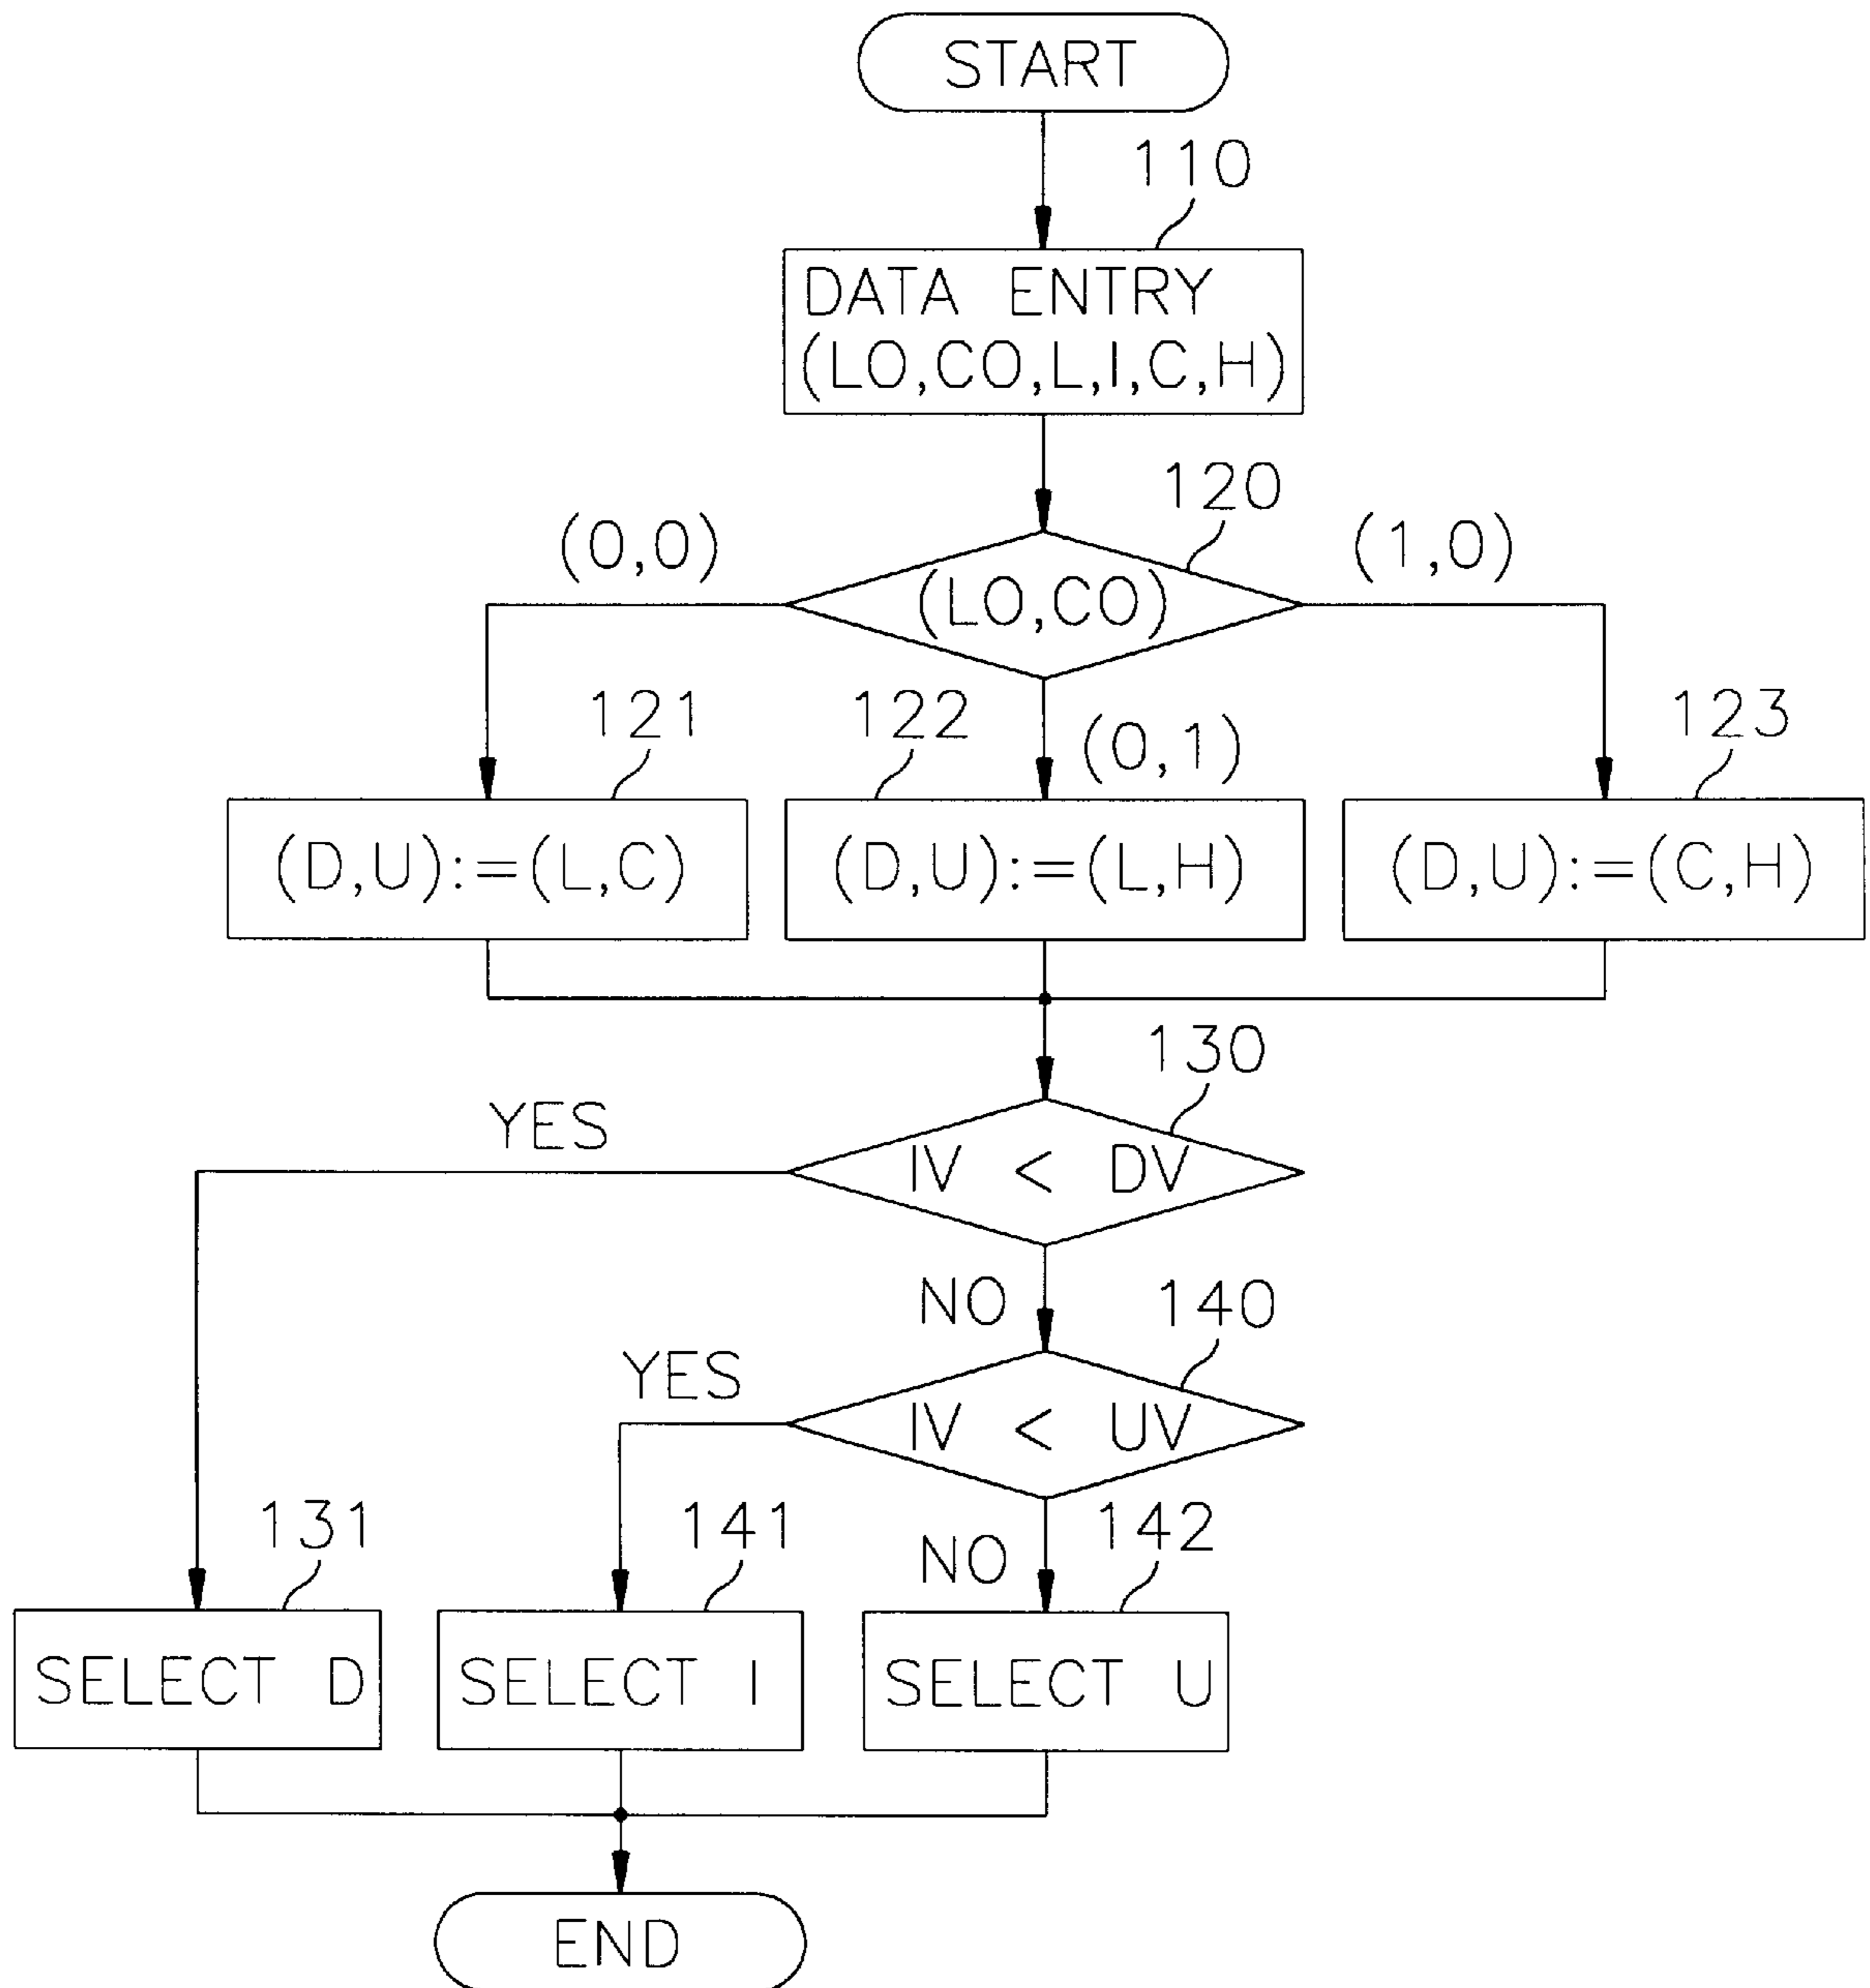 START
110
DATA ENTRY
(LO,CO,L,I,C,H)
120
(0,0)
(1,0)
(LO,CO)
121
122
(0,1)
123
(D,U):=(L,C)
(D,U):=(L,H)
(D,U):=(C,H)
130
YES
IV < DV
NO
140
YES
IV < UV
131
141
NO
142
SELECT D
SELECT I
SELECT U
END